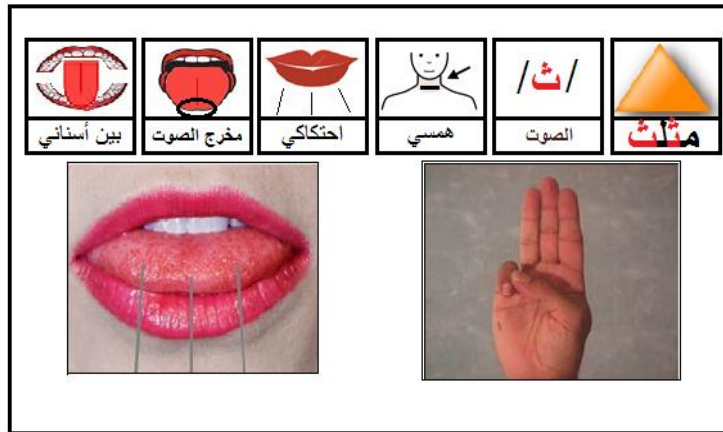 /ث/
مثلث
الصوت
همسي
احتكاكي
مخرج الصوت
بين أسناني